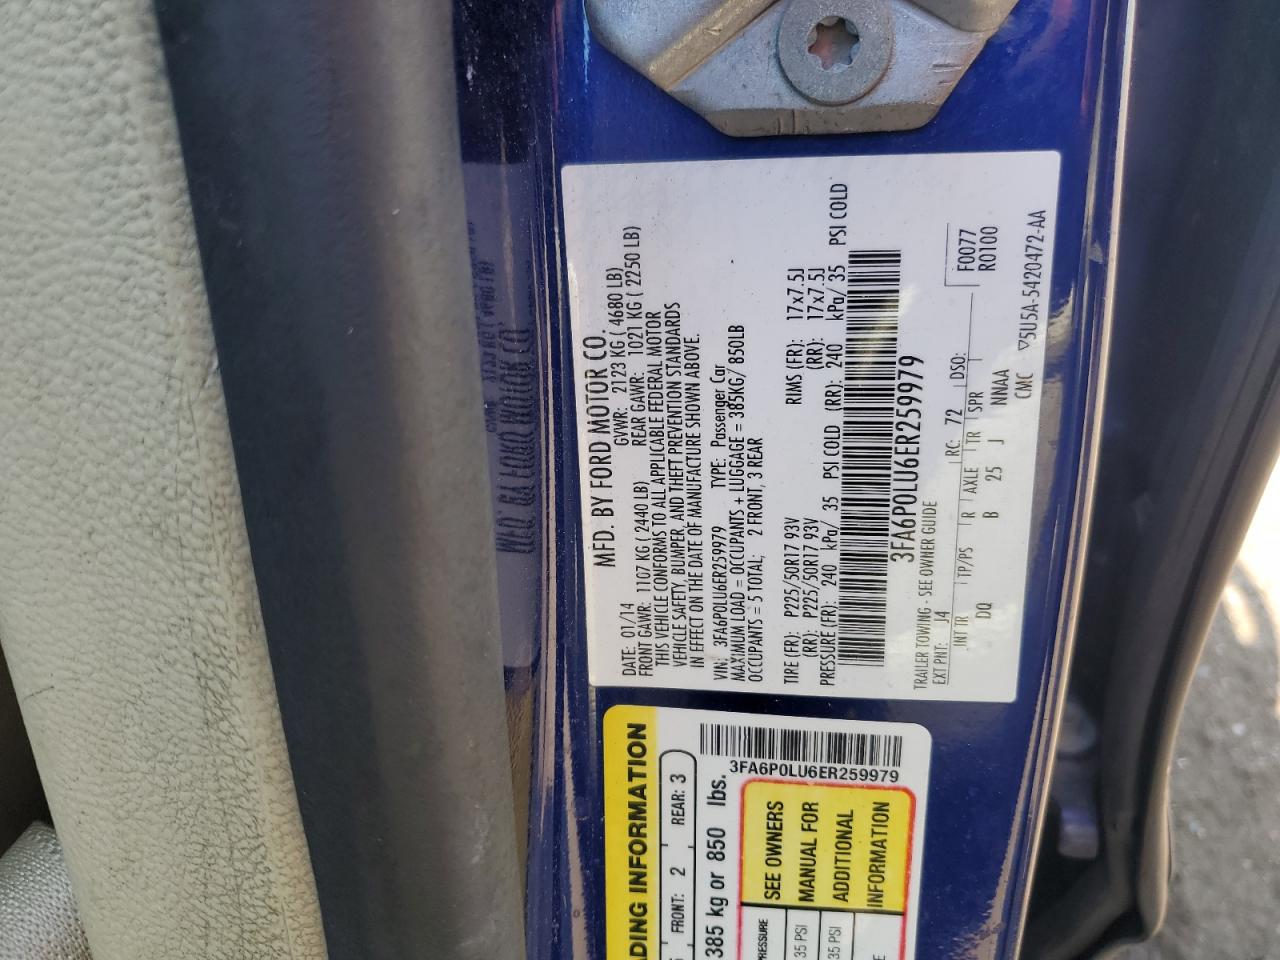 MFD. BY FORD MOTOR CO.
DATE: 01/14 GVWR: 2123 KG ( 4680 LB)
FRONT GAWR: 1107 KG ( 2440 LB) REAR GAWR: 1021 KG ( 2250 LB)
THIS VEHICLE CONFORMS TO ALL APPLICABLE FEDERAL MOTOR
VEHICLE SAFETY, BUMPER, AND THEFT PREVENTION STANDARDS
IN EFFECT ON THE DATE OF MANUFACTURE SHOWN ABOVE.
VIN: 3FA6P0LU6ER259979 TYPE: Passenger Car
MAXIMUM LOAD = OCCUPANTS + LUGGAGE = 385KG/ 850LB
OCCUPANTS = 5 TOTAL; 2 FRONT, 3 REAR
TIRE (FR): P225/50R17 93V RIMS (FR): 17x7.5J
(RR): P225/50R17 93V (RR): 17x7.5J
PRESSURE (FR): 240 kPa/ 35 PSI COLD (RR): 240 kPa/ 35 PSI COLD
3FA6P0LU6ER259979
TRAILER TOWING - SEE OWNER GUIDE
F0077
EXT PNT: J4 RC: 72 DSO: R0100
INT TR TP/PS R AXLE TR SPR
DQ B 25 J NNAA
CMC ▽5U5A-5420472-AA
ADING INFORMATION
FRONT: 2 REAR: 3
385 kg or 850 lbs.
3FA6P0LU6ER259979
PRESSURE
35 PSI
35 PSI
SEE OWNERS
MANUAL FOR
ADDITIONAL
INFORMATION